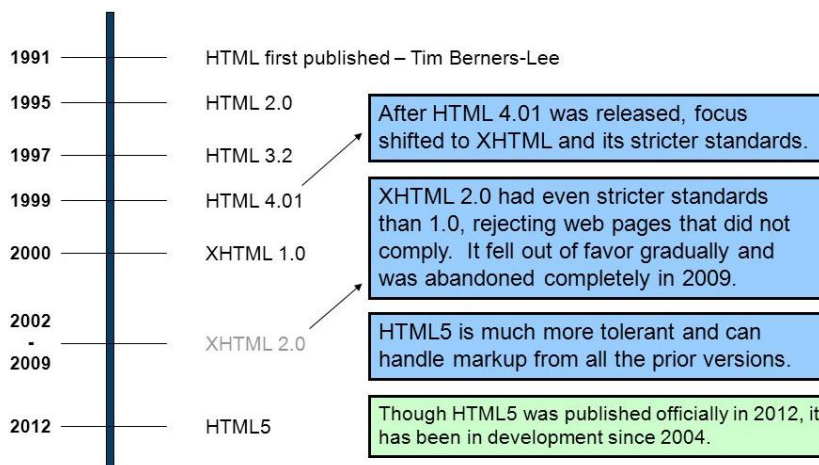 1991 HTML first published – Tim Berners-Lee
1995 HTML 2.0
After HTML 4.01 was released, focus
shifted to XHTML and its stricter standards.
1997 HTML 3.2
1999 HTML 4.01
XHTML 2.0 had even stricter standards
than 1.0, rejecting web pages that did not
comply. It fell out of favor gradually and
was abandoned completely in 2009.
2000 XHTML 1.0
2002
-
2009
XHTML 2.0
HTML5 is much more tolerant and can
handle markup from all the prior versions.
2012 HTML5
Though HTML5 was published officially in 2012, it
has been in development since 2004.